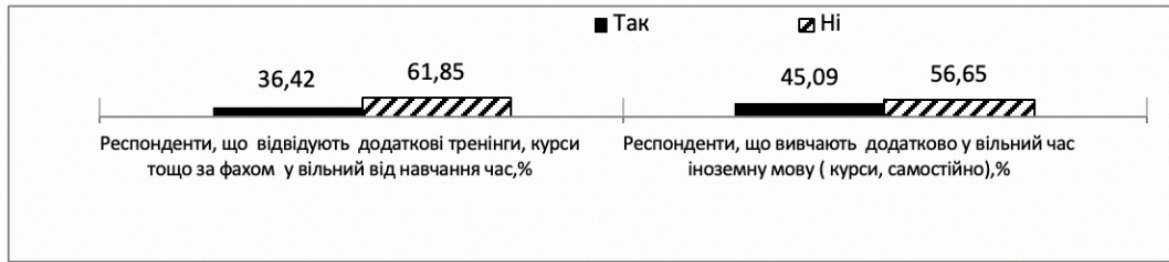 Так Ні
36,42 61,85 45,09 56,65
Респонденти, що відвідують додаткові тренінги, курси
тощо за фахом у вільний від навчання час,%
Респонденти, що вивчають додатково у вільний час
іноземну мову ( курси, самостійно),%